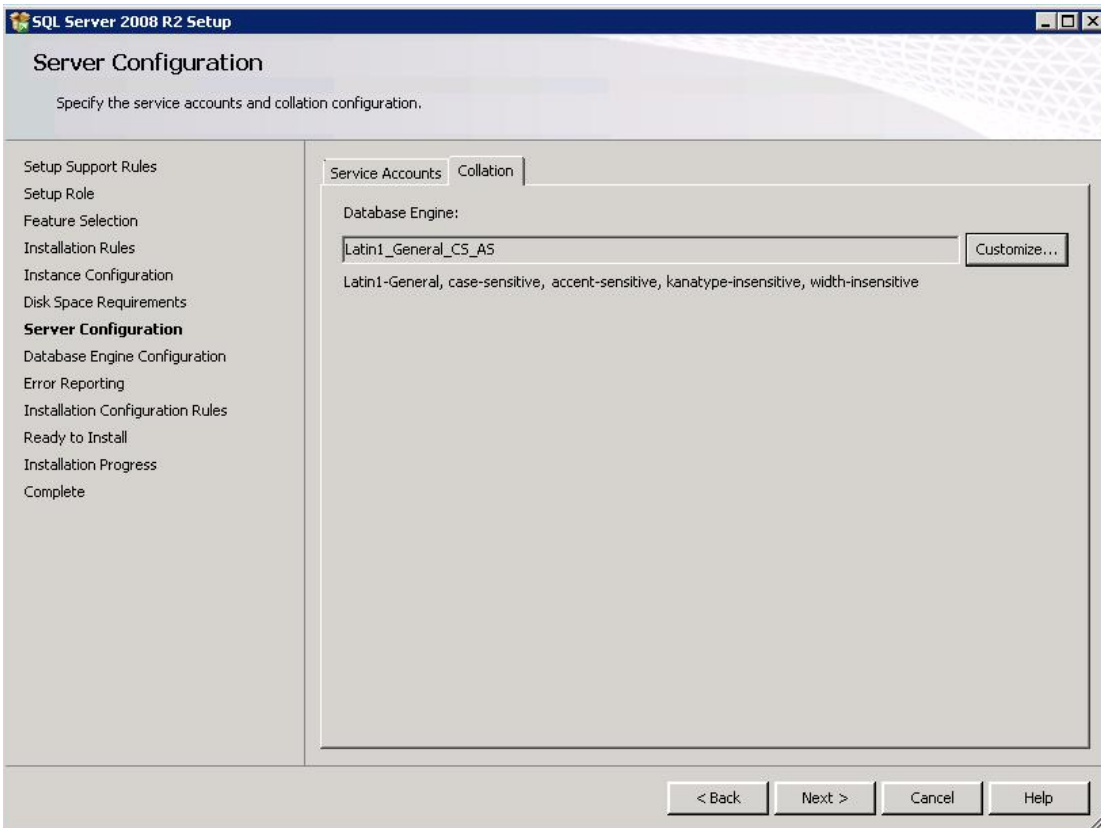 SQL Server 2008 R2 Setup
Server Configuration
Specify the service accounts and collation configuration.
Setup Support Rules
Setup Role
Feature Selection
Installation Rules
Instance Configuration
Disk Space Requirements
Server Configuration
Database Engine Configuration
Error Reporting
Installation Configuration Rules
Ready to Install
Installation Progress
Complete
Service Accounts Collation
Database Engine:
Latin1_General_CS_AS Customize...
Latin1-General, case-sensitive, accent-sensitive, kanatype-insensitive, width-insensitive
< Back Next > Cancel Help